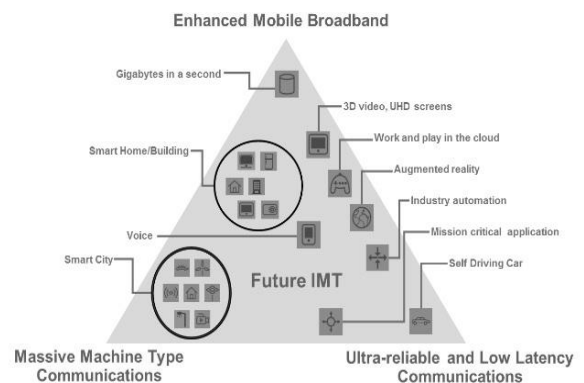 Enhanced Mobile Broadband
Gigabytes in a second
3D video, UHD screens
Smart Home/Building
Work and play in the cloud
Augmented reality
Industry automation
Voice
Mission critical application
Smart City
Self Driving Car
Future IMT
Massive Machine Type
Communications
Ultra-reliable and Low Latency
Communications